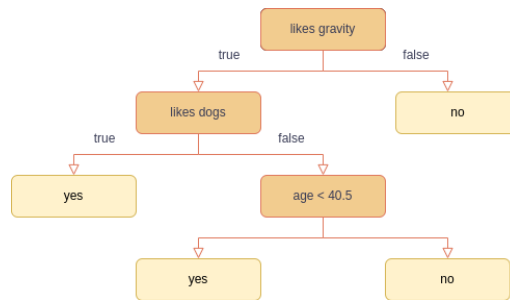 likes gravity
true
false
likes dogs
no
true
false
yes
age < 40.5
yes
no